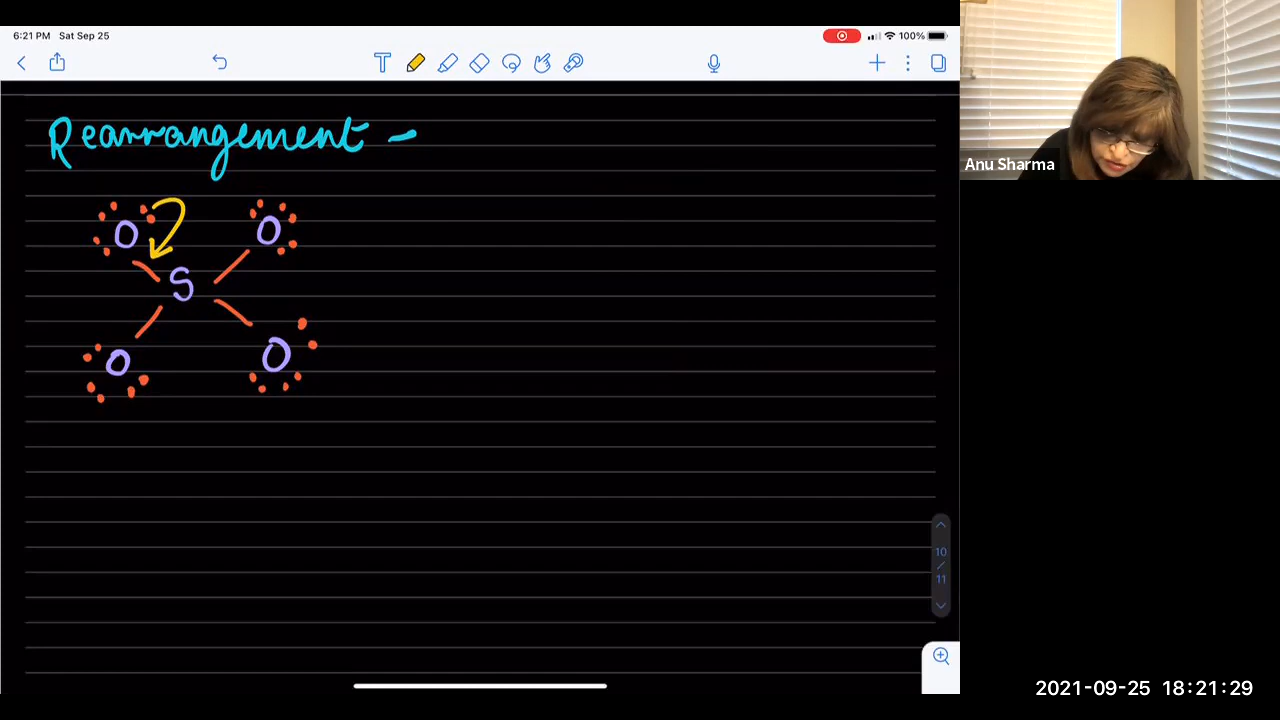 6:21 PM Sat Sep 25
100%
T
Rearrangement -
O O
S
O O
10
/
11
Anu Sharma
2021-09-25 18:21:29